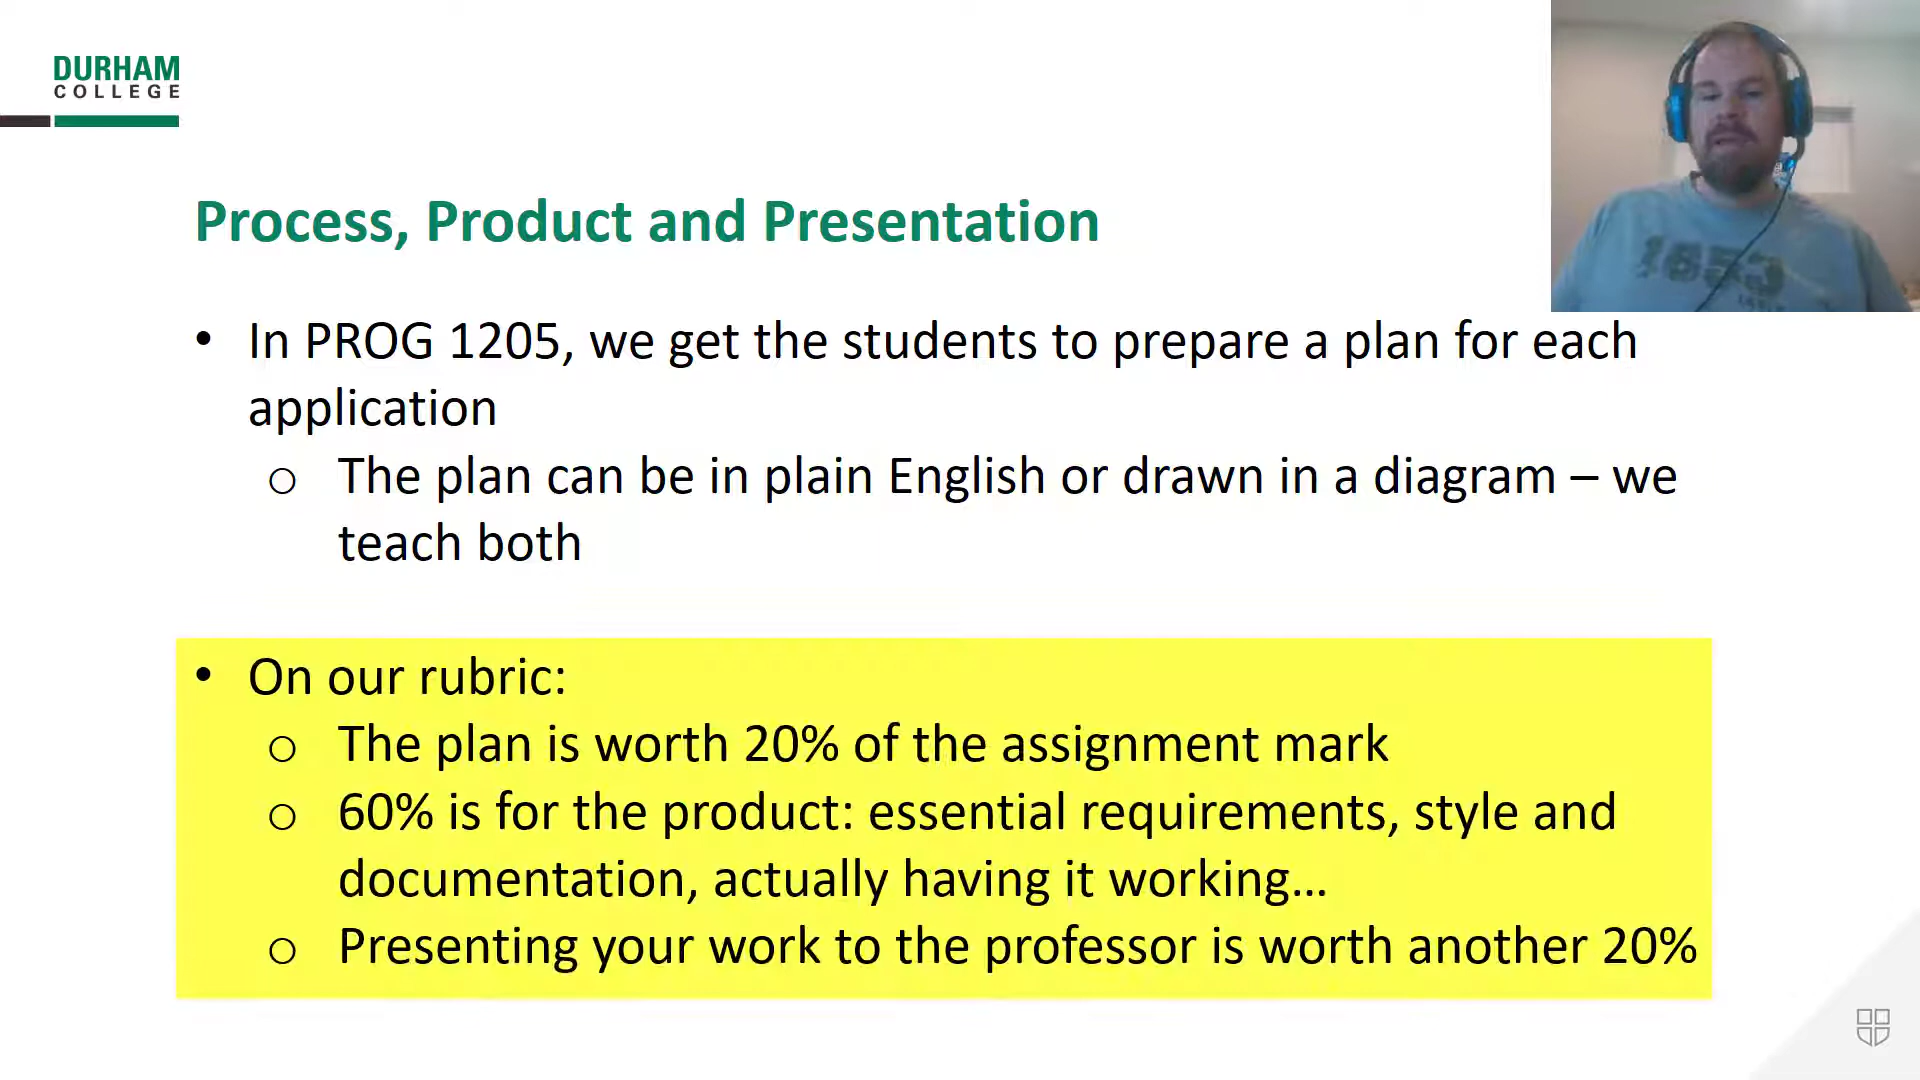 DURHAM
COLLEGE
Process, Product and Presentation
• In PROG 1205, we get the students to prepare a plan for each
application
o The plan can be in plain English or drawn in a diagram – we
teach both
• On our rubric:
o The plan is worth 20% of the assignment mark
o 60% is for the product: essential requirements, style and
documentation, actually having it working…
o Presenting your work to the professor is worth another 20%